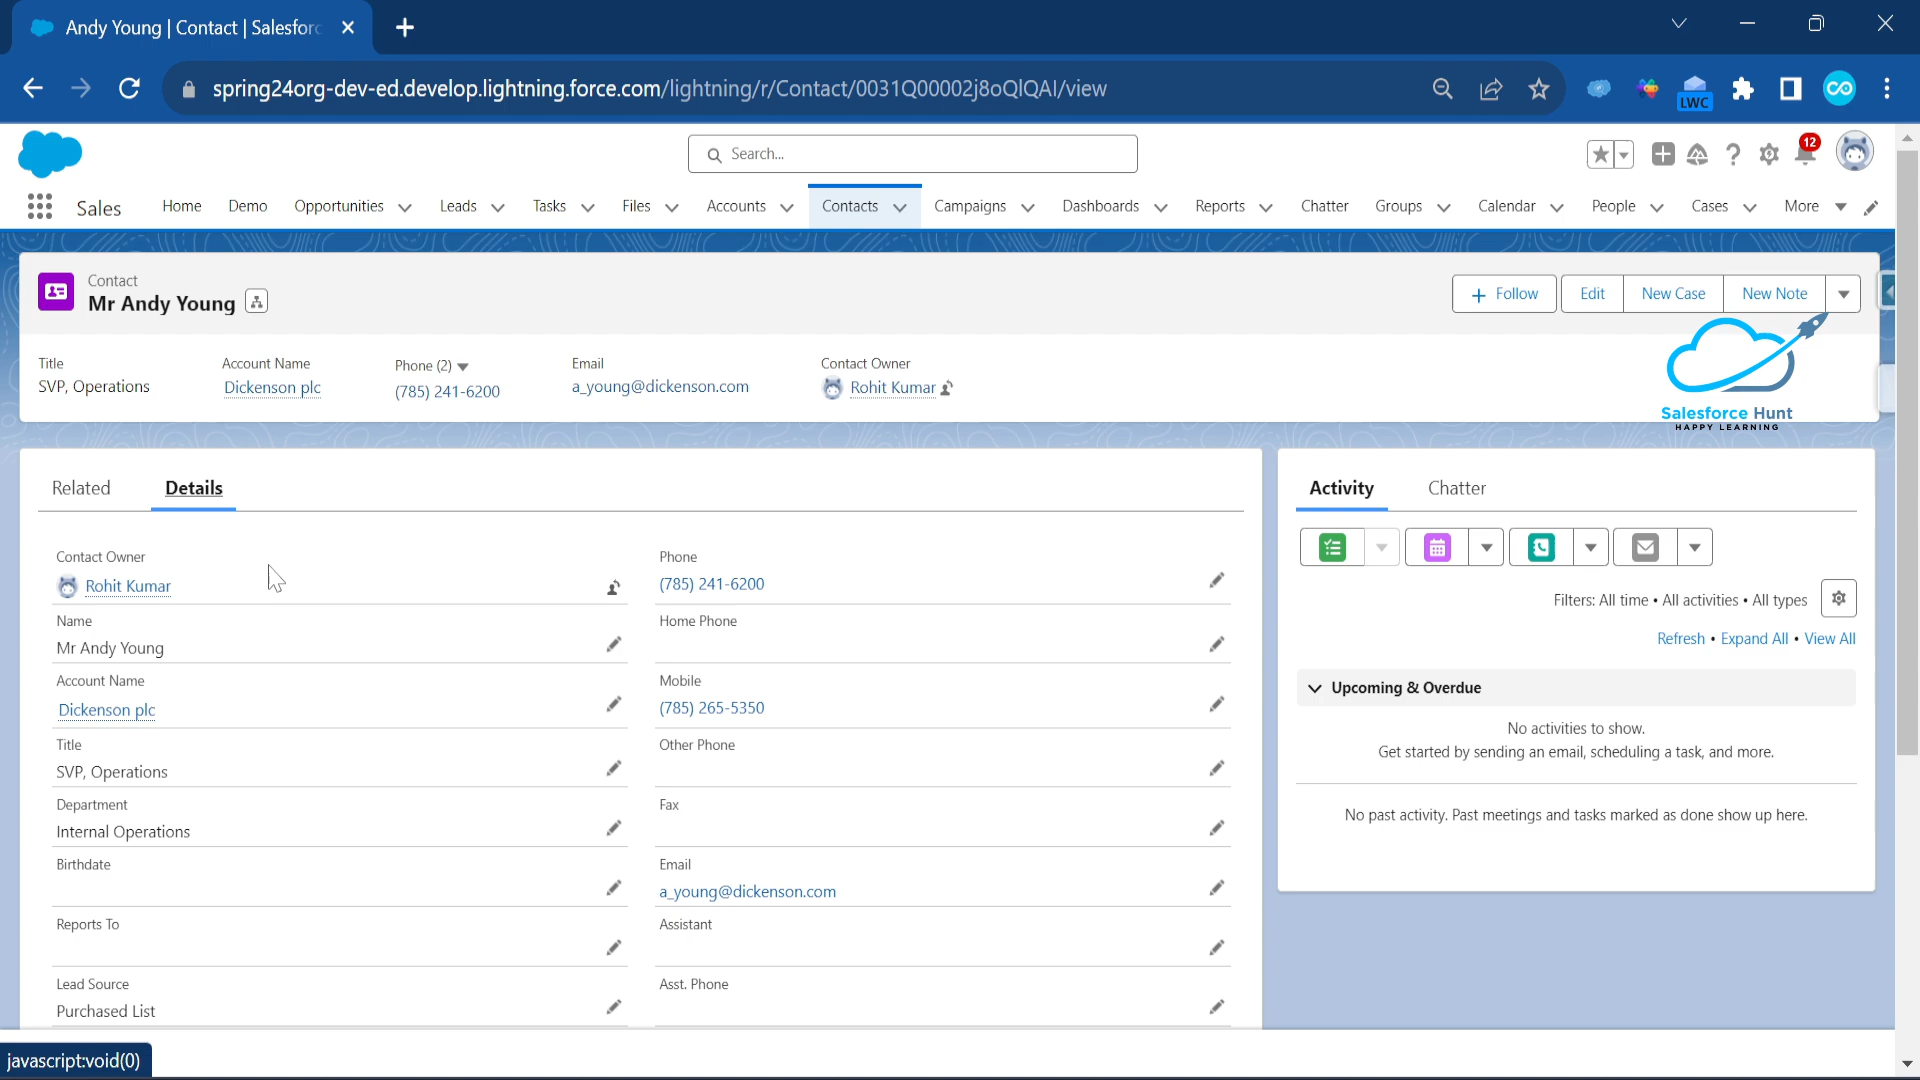 Andy Young | Contact | Salesforc
spring24org-dev-ed.develop.lightning.force.com/lightning/r/Contact/0031Q00002j8oQlQAI/view
LWC
Search...
12
Sales Home Demo Opportunities Leads Tasks Files Accounts Contacts Campaigns Dashboards Reports Chatter Groups Calendar People Cases More
Contact
Mr Andy Young
+ Follow Edit New Case New Note
Title Account Name Phone (2) Email Contact Owner
SVP, Operations Dickenson plc (785) 241-6200 a_young@dickenson.com Rohit Kumar
Salesforce Hunt
HAPPY LEARNING
Related Details
Contact Owner
Rohit Kumar
Name
Mr Andy Young
Account Name
Dickenson plc
Title
SVP, Operations
Department
Internal Operations
Birthdate
Reports To
Lead Source
Purchased List
Phone
(785) 241-6200
Home Phone
Mobile
(785) 265-5350
Other Phone
Fax
Email
a_young@dickenson.com
Assistant
Asst. Phone
Activity Chatter
Filters: All time • All activities • All types
Refresh • Expand All • View All
Upcoming & Overdue
No activities to show.
Get started by sending an email, scheduling a task, and more.
No past activity. Past meetings and tasks marked as done show up here.
javascript:void(0)